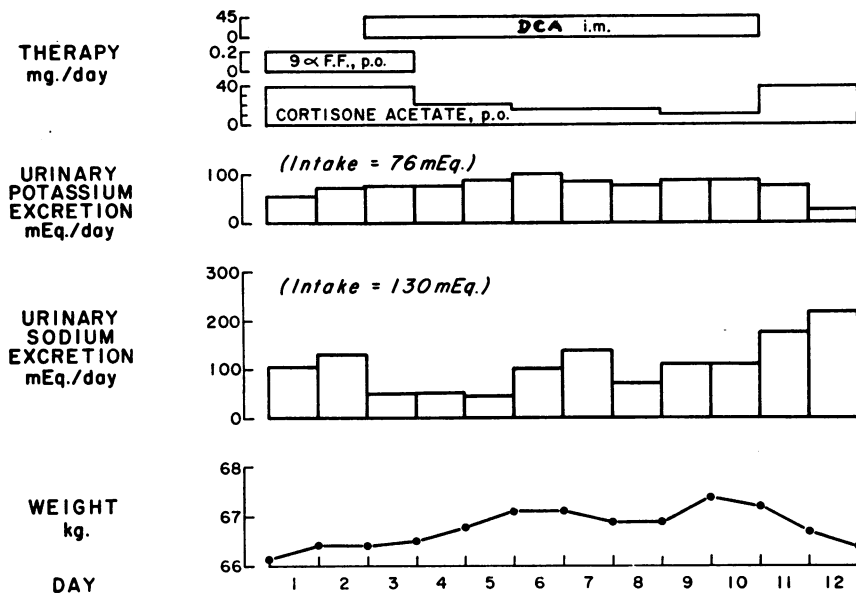 THERAPY
mg./day
45
0
DCA i.m.
0.2
0
9 ∝ F.F., p.o.
40
0
CORTISONE ACETATE, p.o.
URINARY
POTASSIUM
EXCRETION
mEq./day
100
0
(Intake = 76 mEq.)
URINARY
SODIUM
EXCRETION
mEq./day
300
200
100
0
(Intake = 130 mEq.)
WEIGHT
kg.
68
67
66
DAY
1 2 3 4 5 6 7 8 9 10 11 12